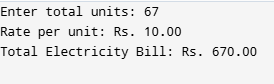 Enter total units: 67
Rate per unit: Rs. 10.00
Total Electricity Bill: Rs. 670.00